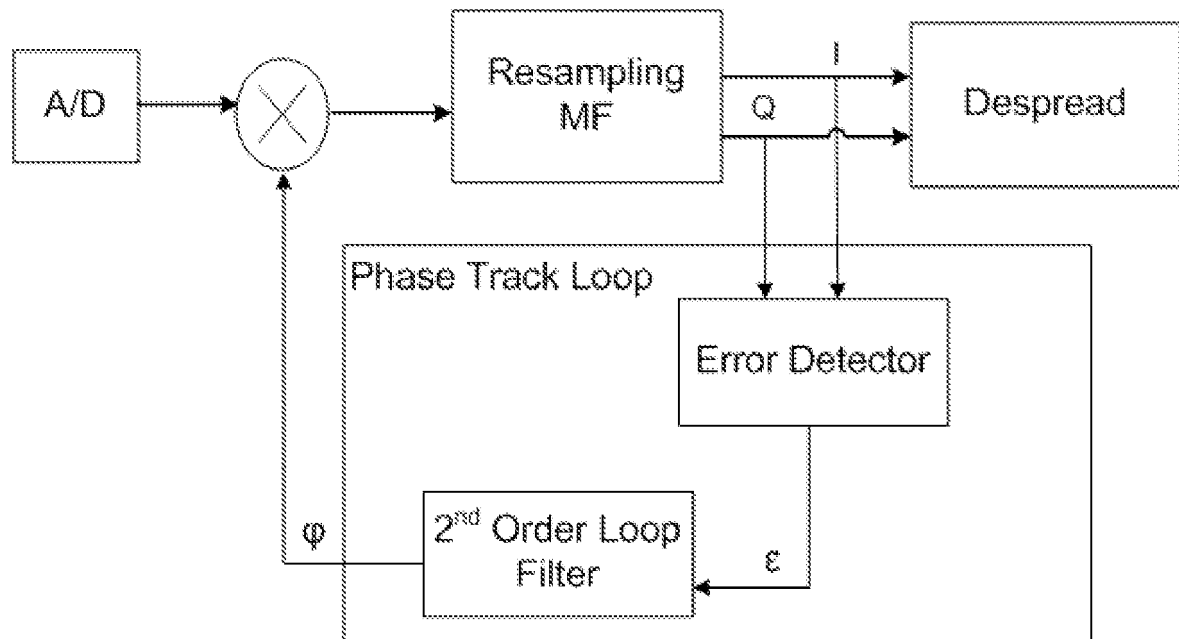 A/D
Resampling
MF
I
Q
Despread
Phase Track Loop
Error Detector
φ
2nd Order Loop
Filter
ε